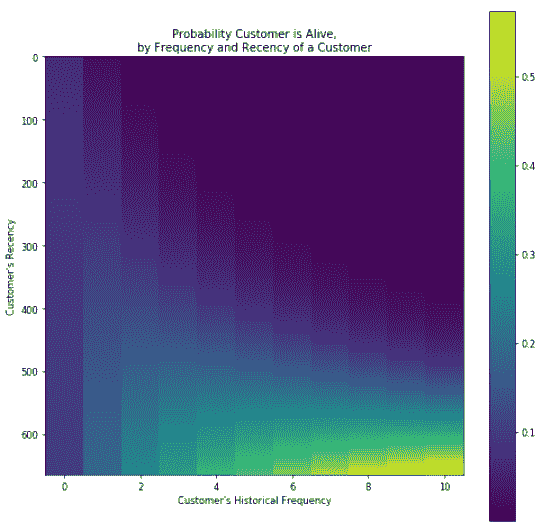 Probability Customer is Alive,
by Frequency and Recency of a Customer
0
100
200
300
400
500
600
Customer's Recency
0 2 4 6 8 10
Customer's Historical Frequency
0.5
0.4
0.3
0.2
0.1